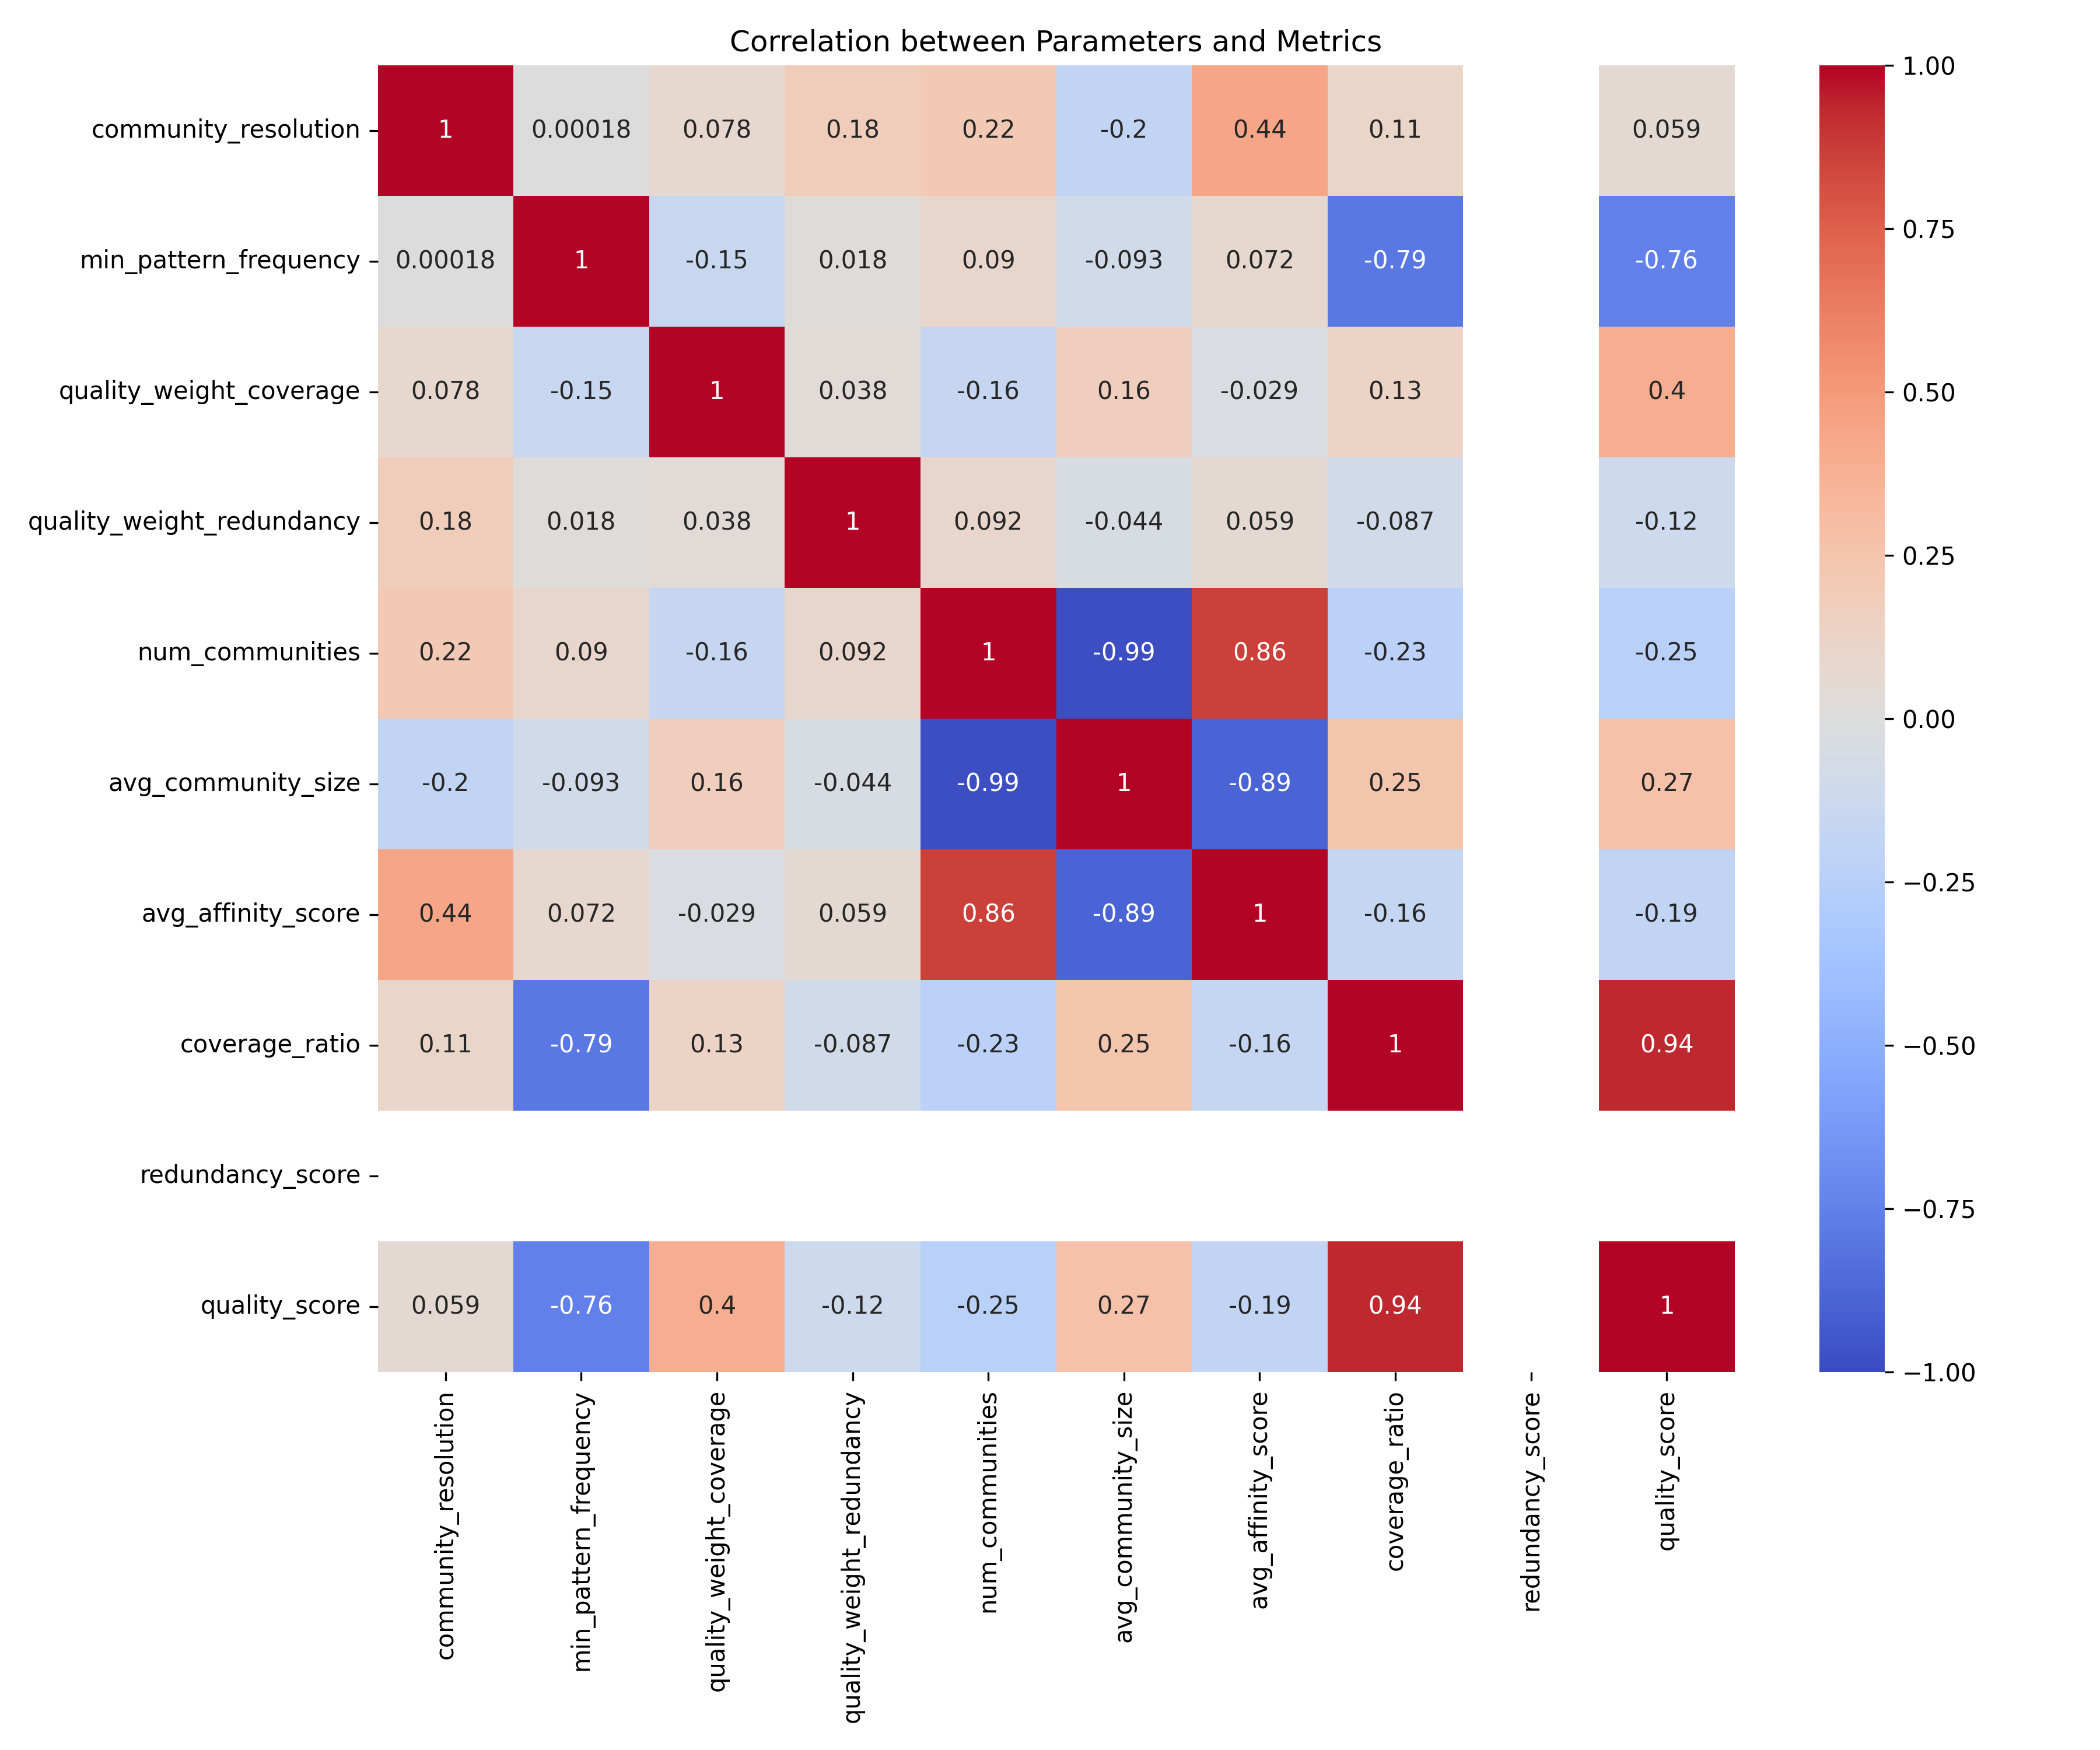 Correlation between Parameters and Metrics
community_resolution 1 0.00018 0.078 0.18 0.22 -0.2 0.44 0.11 0.059
min_pattern_frequency 0.00018 1 -0.15 0.018 0.09 -0.093 0.072 -0.79 -0.76
quality_weight_coverage 0.078 -0.15 1 0.038 -0.16 0.16 -0.029 0.13 0.4
quality_weight_redundancy 0.18 0.018 0.038 1 0.092 -0.044 0.059 -0.087 -0.12
num_communities 0.22 0.09 -0.16 0.092 1 -0.99 0.86 -0.23 -0.25
avg_community_size -0.2 -0.093 0.16 -0.044 -0.99 1 -0.89 0.25 0.27
avg_affinity_score 0.44 0.072 -0.029 0.059 0.86 -0.89 1 -0.16 -0.19
coverage_ratio 0.11 -0.79 0.13 -0.087 -0.23 0.25 -0.16 1 0.94
redundancy_score
quality_score 0.059 -0.76 0.4 -0.12 -0.25 0.27 -0.19 0.94 1
community_resolution
min_pattern_frequency
quality_weight_coverage
quality_weight_redundancy
num_communities
avg_community_size
avg_affinity_score
coverage_ratio
redundancy_score
quality_score
1.00
0.75
0.50
0.25
0.00
−0.25
−0.50
−0.75
−1.00